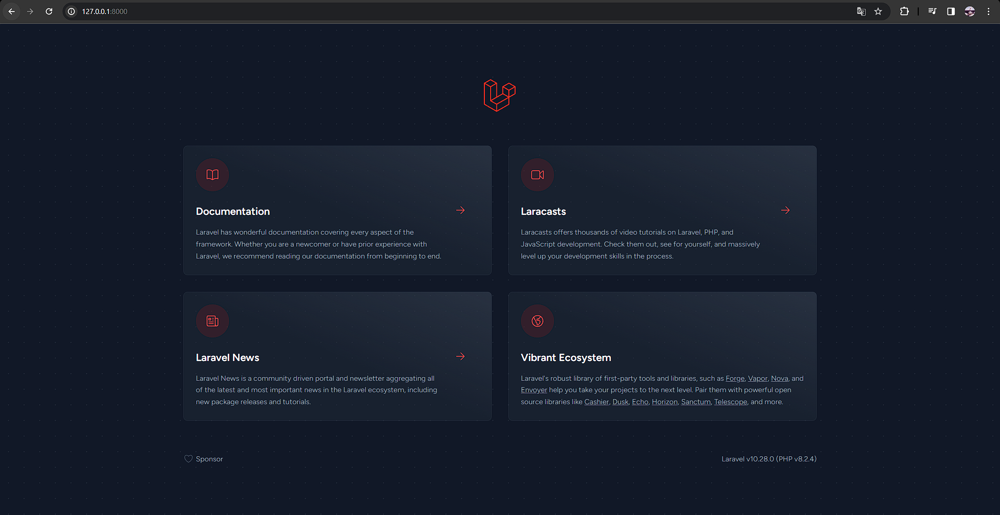 127.0.0.1:8000
Documentation
Laravel has wonderful documentation covering every aspect of the
framework. Whether you are a newcomer or have prior experience with
Laravel, we recommend reading our documentation from beginning to end.
Laracasts
Laracasts offers thousands of video tutorials on Laravel, PHP, and
JavaScript development. Check them out, see for yourself, and massively
level up your development skills in the process.
Laravel News
Laravel News is a community driven portal and newsletter aggregating all
of the latest and most important news in the Laravel ecosystem, including
new package releases and tutorials.
Vibrant Ecosystem
Laravel's robust library of first-party tools and libraries, such as Forge, Vapor, Nova, and
Envoyer help you take your projects to the next level. Pair them with powerful open
source libraries like Cashier, Dusk, Echo, Horizon, Sanctum, Telescope, and more.
Sponsor
Laravel v10.28.0 (PHP v8.2.4)